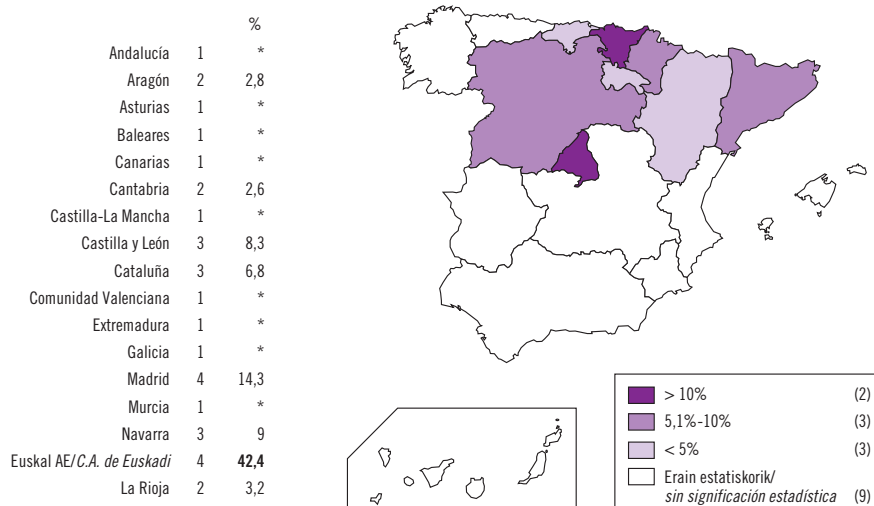 %
Andalucía 1 *
Aragón 2 2,8
Asturias 1 *
Baleares 1 *
Canarias 1 *
Cantabria 2 2,6
Castilla-La Mancha 1 *
Castilla y León 3 8,3
Cataluña 3 6,8
Comunidad Valenciana 1 *
Extremadura 1 *
Galicia 1 *
Madrid 4 14,3
Murcia 1 *
Navarra 3 9
Euskal AE/C.A. de Euskadi 4 42,4
La Rioja 2 3,2
> 10% (2)
5,1%-10% (3)
< 5% (3)
Erain estatiskorik/
sin significación estadística (9)